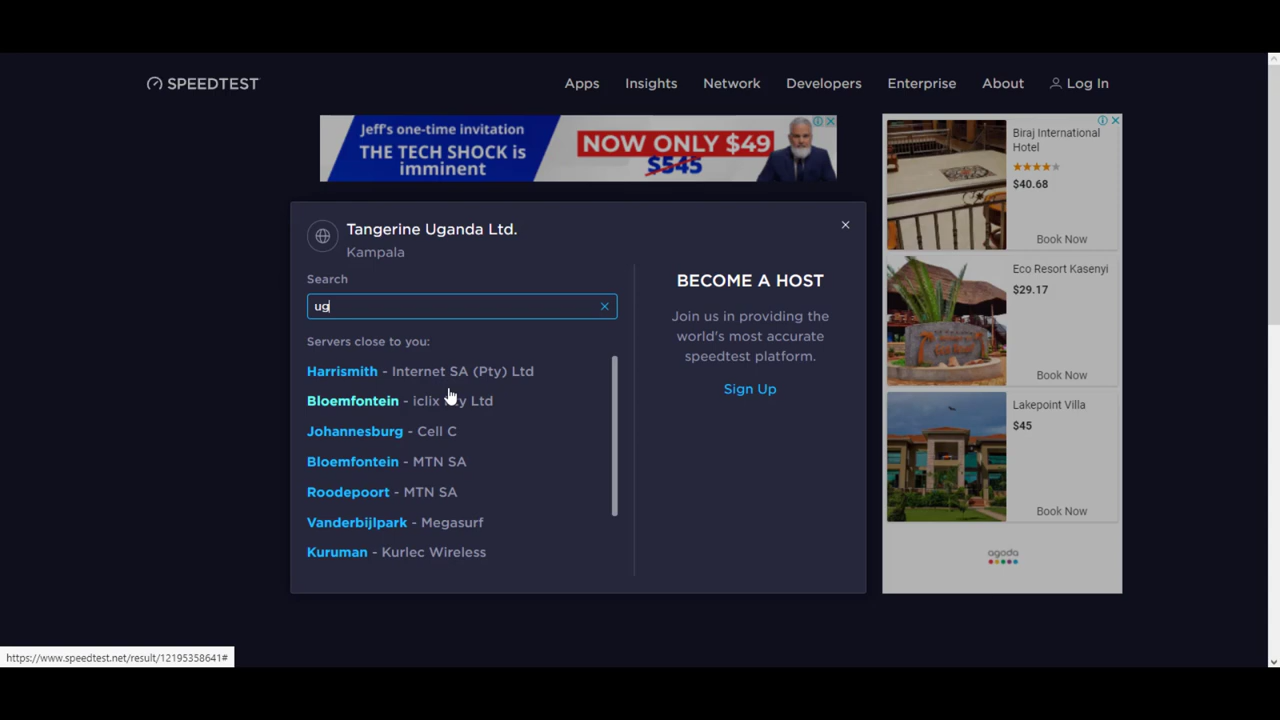 SPEEDTEST
Apps
Insights
Network
Developers
Enterprise
About
Log In
Jeff's one-time invitation
THE TECH SHOCK is
imminent
NOW ONLY $49
$545
Biraj International
Hotel
$40.68
Book Now
Eco Resort Kasenyi
$29.17
Book Now
Lakepoint Villa
$45
Book Now
agoda
Tangerine Uganda Ltd.
Kampala
Search
ug
Servers close to you:
Harrismith - Internet SA (Pty) Ltd
Bloemfontein - iclix Ltd
Johannesburg - Cell C
Bloemfontein - MTN SA
Roodepoort - MTN SA
Vanderbijlpark - Megasurf
Kuruman - Kurlec Wireless
BECOME A HOST
Join us in providing the
world's most accurate
speedtest platform.
Sign Up
https://www.speedtest.net/result/12195358641#